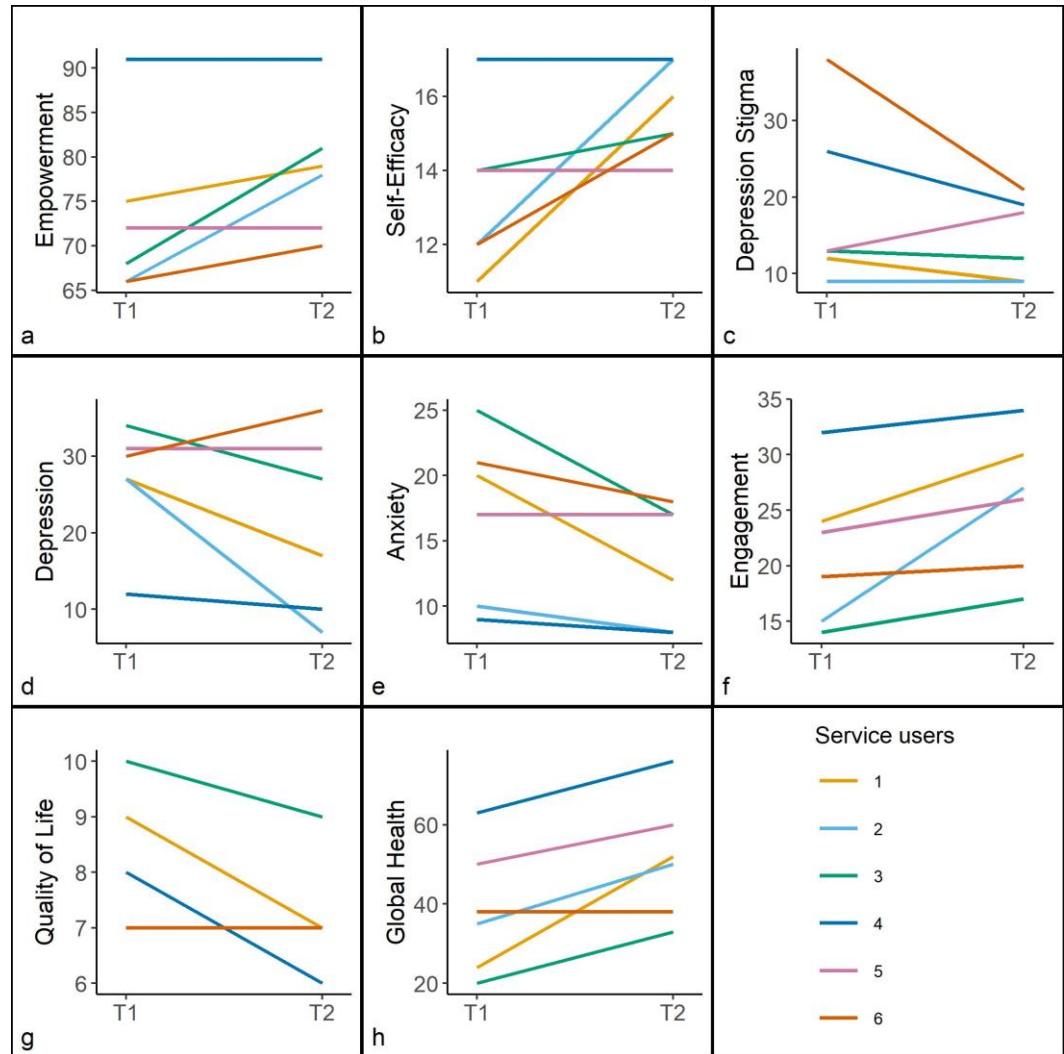 Empowerment
90
85
80
75
70
65
T1 T2
a
Self-Efficacy
16
14
12
T1 T2
b
Depression Stigma
30
20
10
T1 T2
c
Depression
30
20
10
T1 T2
d
Anxiety
25
20
15
10
T1 T2
e
Engagement
35
30
25
20
15
T1 T2
f
Quality of Life
10
9
8
7
6
T1 T2
g
Global Health
60
40
20
T1 T2
h
Service users
1
2
3
4
5
6